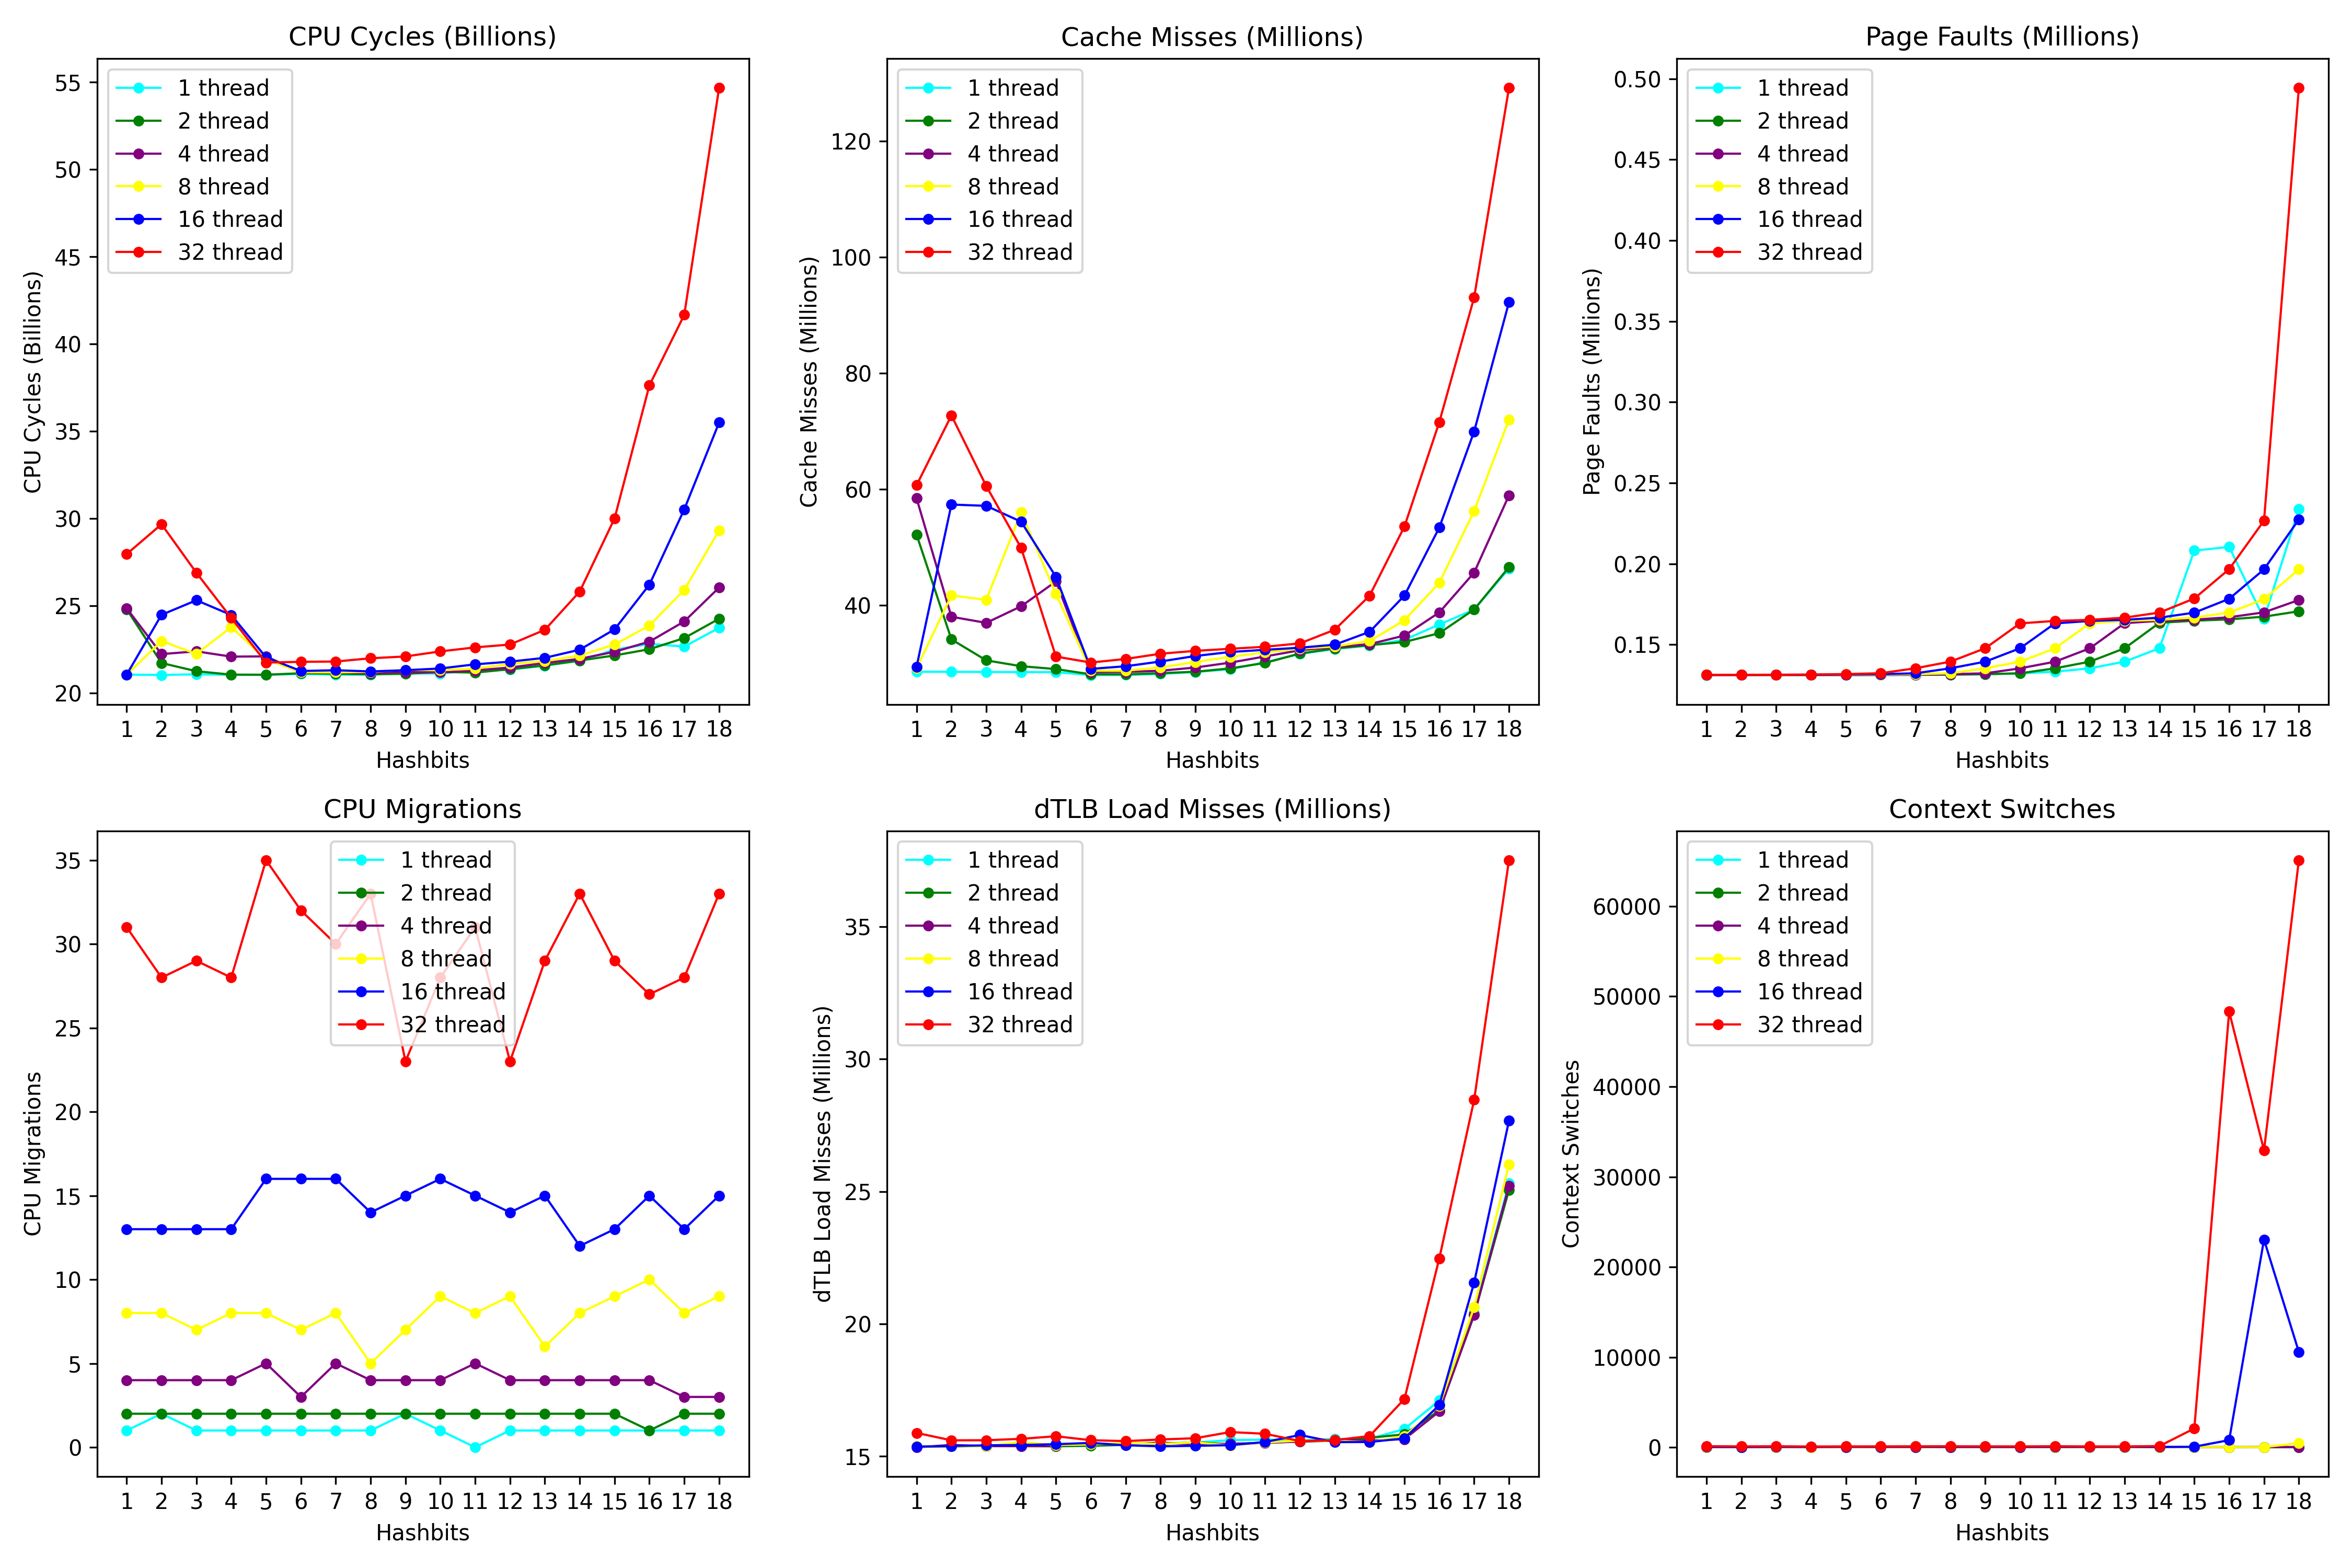 CPU Cycles (Billions)
CPU Cycles (Billions)
55
50
45
40
35
30
25
20
1 thread
2 thread
4 thread
8 thread
16 thread
32 thread
1 2 3 4 5 6 7 8 9 10 11 12 13 14 15 16 17 18
Hashbits
Cache Misses (Millions)
Cache Misses (Millions)
120
100
80
60
40
1 thread
2 thread
4 thread
8 thread
16 thread
32 thread
1 2 3 4 5 6 7 8 9 10 11 12 13 14 15 16 17 18
Hashbits
Page Faults (Millions)
Page Faults (Millions)
0.50
0.45
0.40
0.35
0.30
0.25
0.20
0.15
1 thread
2 thread
4 thread
8 thread
16 thread
32 thread
1 2 3 4 5 6 7 8 9 10 11 12 13 14 15 16 17 18
Hashbits
CPU Migrations
CPU Migrations
35
30
25
20
15
10
5
0
1 thread
2 thread
4 thread
8 thread
16 thread
32 thread
1 2 3 4 5 6 7 8 9 10 11 12 13 14 15 16 17 18
Hashbits
dTLB Load Misses (Millions)
dTLB Load Misses (Millions)
35
30
25
20
15
1 thread
2 thread
4 thread
8 thread
16 thread
32 thread
1 2 3 4 5 6 7 8 9 10 11 12 13 14 15 16 17 18
Hashbits
Context Switches
Context Switches
60000
50000
40000
30000
20000
10000
0
1 thread
2 thread
4 thread
8 thread
16 thread
32 thread
1 2 3 4 5 6 7 8 9 10 11 12 13 14 15 16 17 18
Hashbits